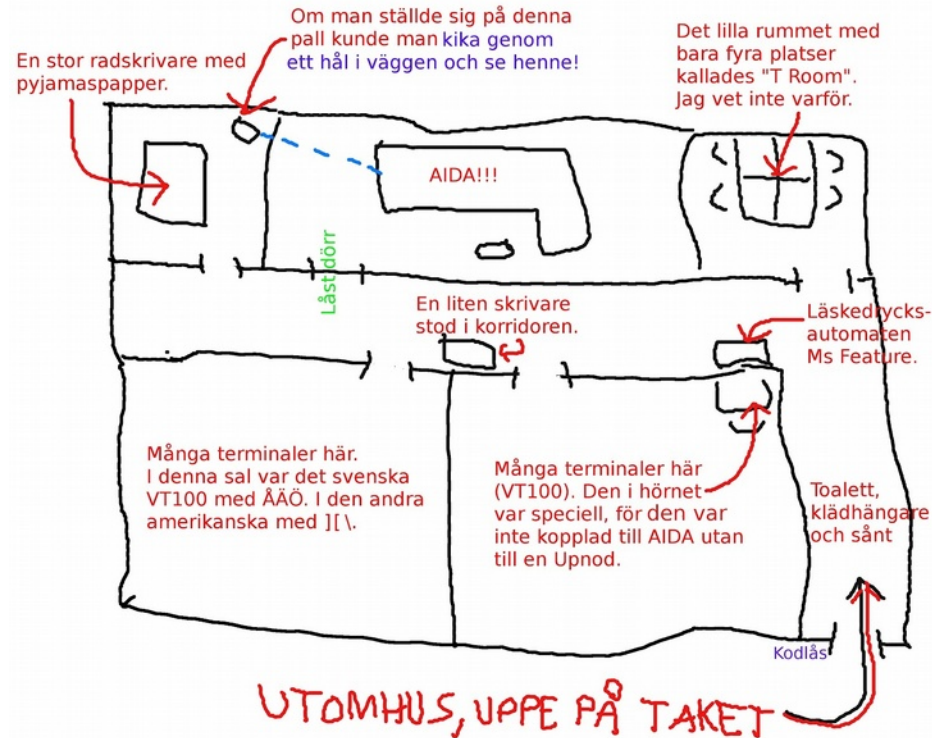 Om man ställde sig på denna
pall kunde man kika genom
ett hål i väggen och se henne!
En stor radskrivare med
pyjamaspapper.
Det lilla rummet med
bara fyra platser
kallades "T Room".
Jag vet inte varför.
AIDA!!!
Låst dörr
En liten skrivare
stod i korridoren.
Läskedrycks-
automaten
Ms Feature.
Många terminaler här.
I denna sal var det svenska
VT100 med ÅÄÖ. I den andra
amerikanska med ][\.
Många terminaler här
(VT100). Den i hörnet
var speciell, för den var
inte kopplad till AIDA utan
till en Upnod.
Toalett,
klädhängare
och sånt
Kodlås
UTOMHUS, UPPE PÅ TAKET